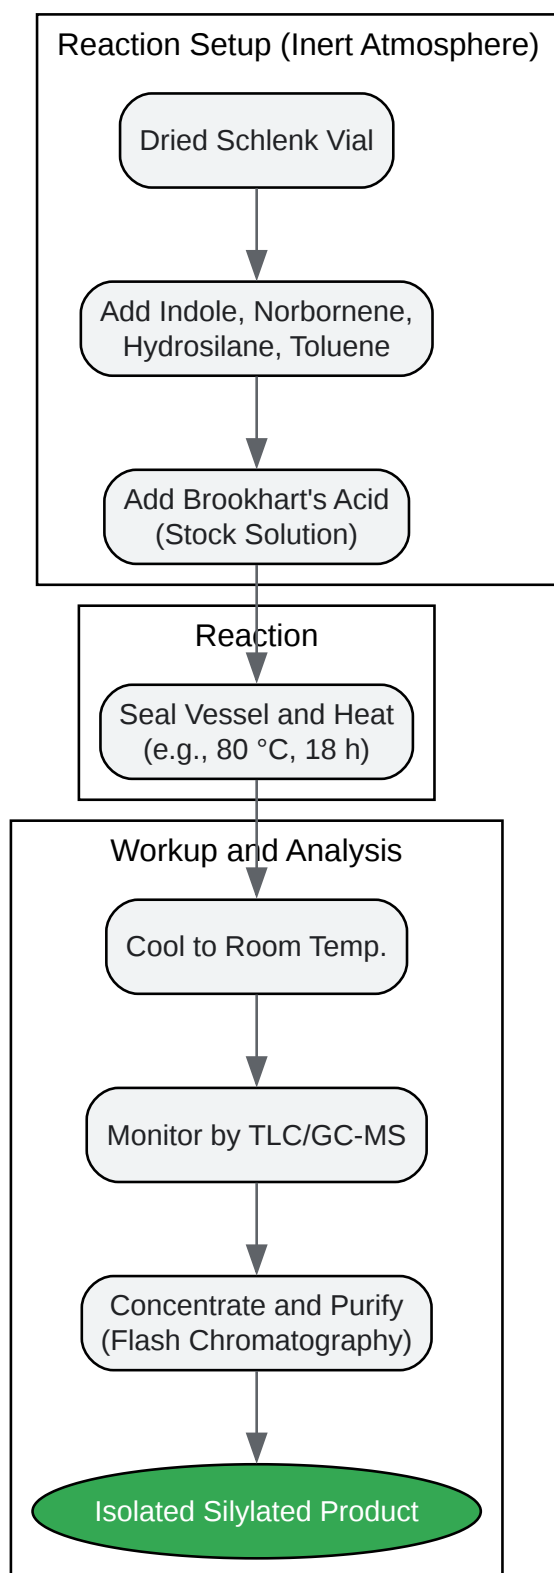 Reaction Setup (Inert Atmosphere)
Dried Schlenk Vial
Add Indole, Norbornene,
Hydrosilane, Toluene
Add Brookhart's Acid
(Stock Solution)
Reaction
Seal Vessel and Heat
(e.g., 80 °C, 18 h)
Workup and Analysis
Cool to Room Temp.
Monitor by TLC/GC-MS
Concentrate and Purify
(Flash Chromatography)
Isolated Silylated Product